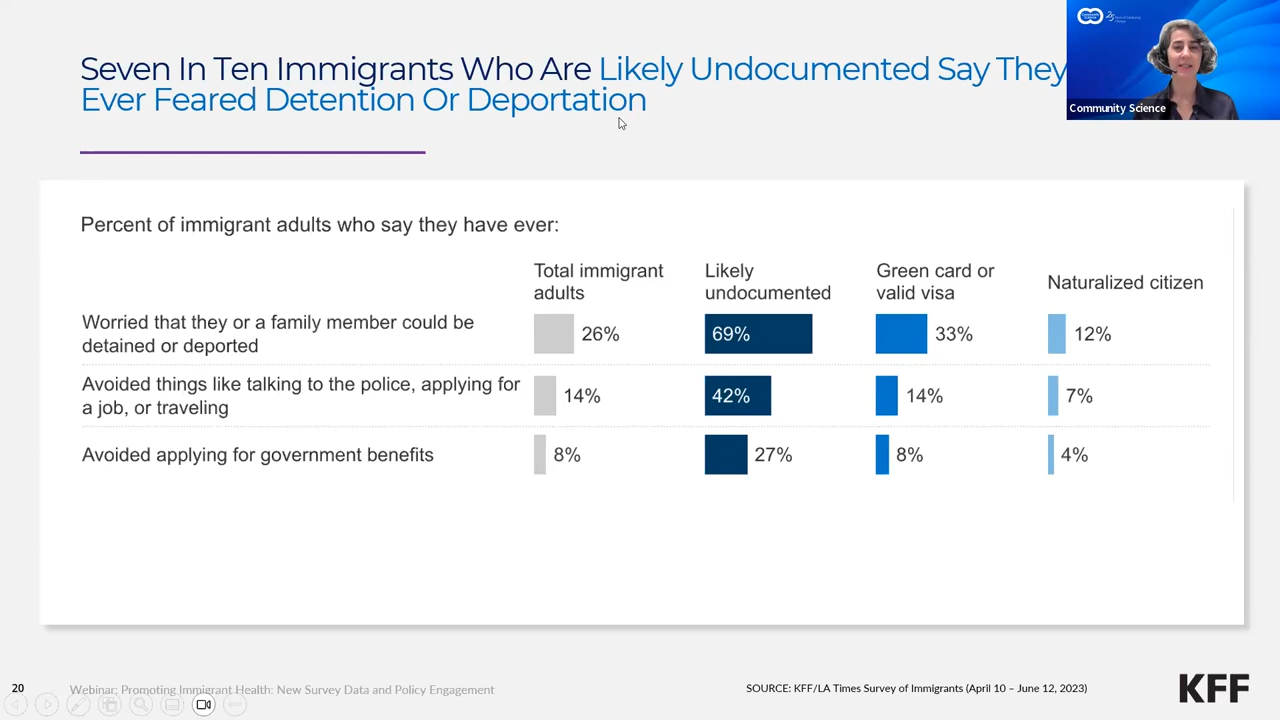 Seven In Ten Immigrants Who Are Likely Undocumented Say They
Ever Feared Detention Or Deportation
Community Science
Percent of immigrant adults who say they have ever:
Total immigrant adults
Likely undocumented
Green card or valid visa
Naturalized citizen
Worried that they or a family member could be
detained or deported
26%
69%
33%
12%
Avoided things like talking to the police, applying for
a job, or traveling
14%
42%
14%
7%
Avoided applying for government benefits
8%
27%
8%
4%
20
Webinar: Promoting Immigrant Health: New Survey Data and Policy Engagement
SOURCE: KFF/LA Times Survey of Immigrants (April 10 – June 12, 2023)
KFF